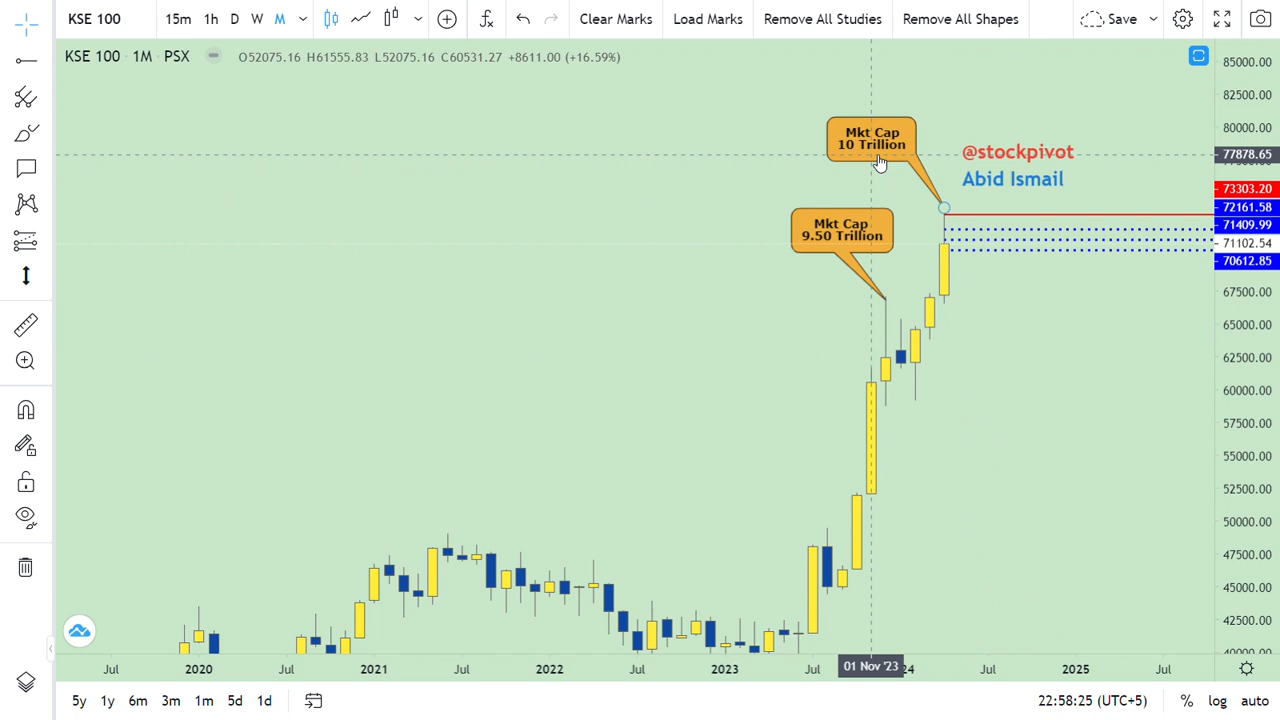 KSE 100 15m 1h D W M Clear Marks Load Marks Remove All Studies Remove All Shapes Save
KSE 100 1M PSX O52075.16 H61555.83 L52075.16 C60531.27 +8611.00 (+16.59%)
85000.00
82500.00
80000.00
Mkt Cap
10 Trillion
@stockpivot
77878.65
Abid Ismail
73303.20
72161.58
Mkt Cap
9.50 Trillion
71409.99
71102.54
70612.85
67500.00
65000.00
62500.00
60000.00
57500.00
55000.00
52500.00
50000.00
47500.00
45000.00
42500.00
Jul 2020 Jul 2021 Jul 2022 Jul 2023 Jul 01 Nov '23 24 Jul 2025 Jul
5y 1y 6m 3m 1m 5d 1d 22:58:25 (UTC+5) % log auto